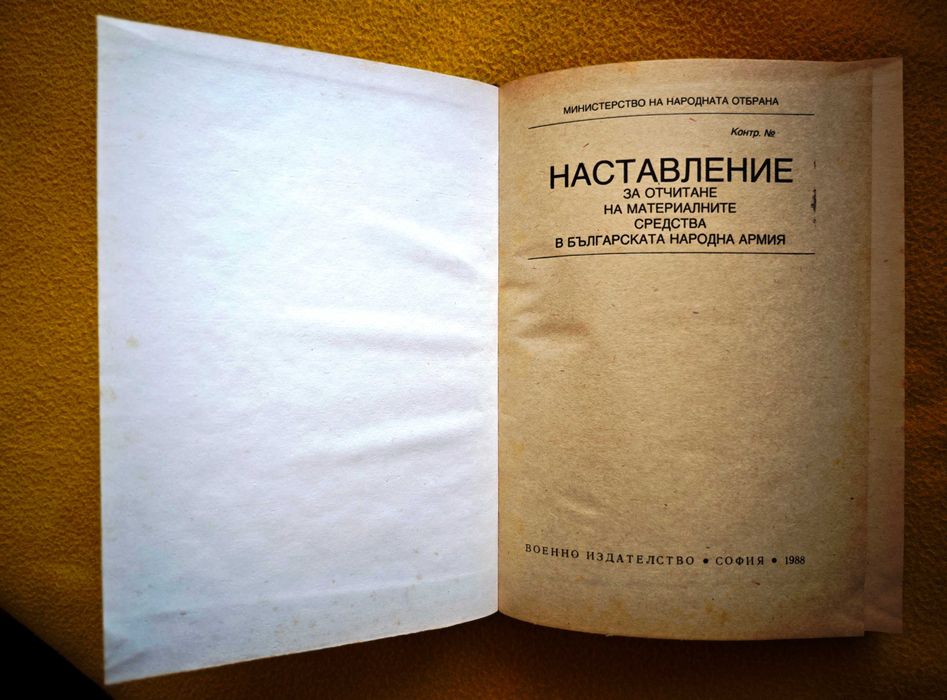 МИНИСТЕРСТВО НА НАРОДНАТА ОТБРАНА
Контр. №
НАСТАВЛЕНИЕ
ЗА ОТЧИТАНЕ
НА МАТЕРИАЛНИТЕ
СРЕДСТВА
В БЪЛГАРСКАТА НАРОДНА АРМИЯ
ВОЕННО ИЗДАТЕЛСТВО • СОФИЯ • 1988